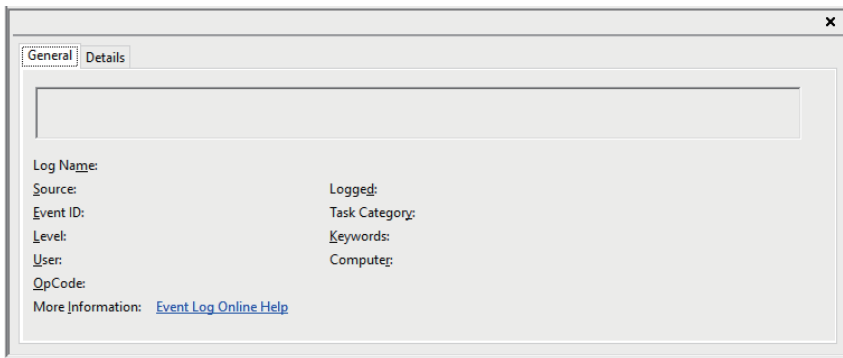 General Details
Log Name:
Source: Logged:
Event ID: Task Category:
Level: Keywords:
User: Computer:
OpCode:
More Information: Event Log Online Help